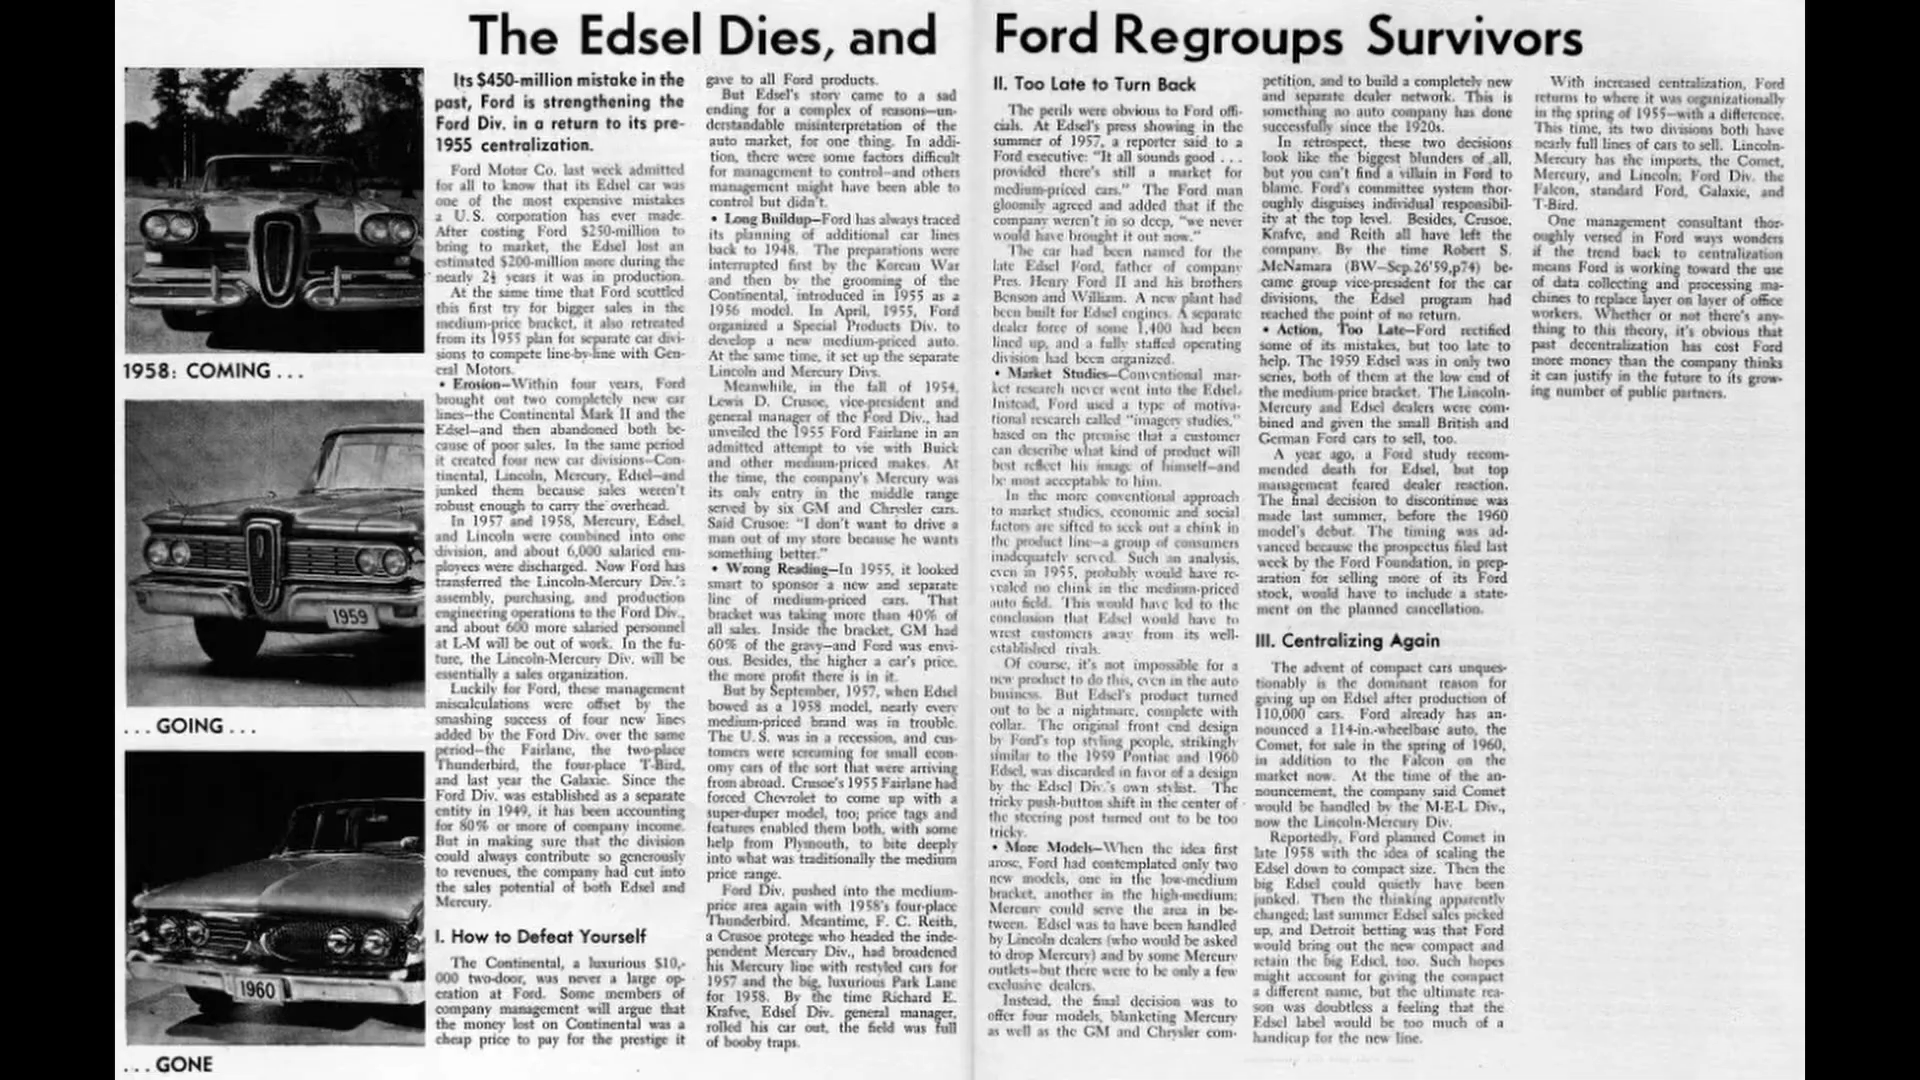 The Edsel Dies, and Ford Regroups Survivors
1958: COMING . . .
1959
. . . GOING . . .
1960
. . . GONE
Its $450-million mistake in the
past, Ford is strengthening the
Ford Div. in a return to its pre-
1955 centralization.
Ford Motor Co. last week admitted
for all to know that its Edsel car was
one of the most expensive mistakes
a U.S. corporation has ever made.
After costing Ford $250-million to
bring to market, the Edsel lost an
estimated $200-million more during the
nearly 2½ years it was in production.
At the same time that Ford scuttled
this first try for bigger sales in the
medium-price bracket, it also retreated
from its 1955 plan for separate car divi-
sions to compete line-by-line with Gen-
eral Motors.
• Erosion—Within four years, Ford
brought out two completely new car
lines—the Continental Mark II and the
Edsel—and then abandoned both be-
cause of poor sales. In the same period
it created four new car divisions—Con-
tinental, Lincoln, Mercury, Edsel—and
junked them because sales weren't
robust enough to carry the overhead.
In 1957 and 1958, Mercury, Edsel,
and Lincoln were combined into one
division, and about 6,000 salaried em-
ployees were discharged. Now Ford has
transferred the Lincoln-Mercury Div.'s
assembly, purchasing, and production
engineering operations to the Ford Div.,
and about 600 more salaried personnel
at L-M will be out of work. In the fu-
ture, the Lincoln-Mercury Div. will be
essentially a sales organization.
Luckily for Ford, these management
miscalculations were offset by the
smashing success of four new lines
added by the Ford Div. over the same
period—the Fairlane, the two-place
Thunderbird, the four-place T-Bird,
and last year the Galaxie. Since the
Ford Div. was established as a separate
entity in 1949, it has been accounting
for 80% or more of company income.
But in making sure that the division
could always contribute so generously
to revenues, the company had cut into
the sales potential of both Edsel and
Mercury.
I. How to Defeat Yourself
The Continental, a luxurious $10,-
000 two-door, was never a large op-
eration at Ford. Some members of
company management will argue that
the money lost on Continental was a
cheap price to pay for the prestige it
gave to all Ford products.
But Edsel's story came to a sad
ending for a complex of reasons—un-
derstandable misinterpretation of the
auto market, for one thing. In addi-
tion, there were some factors difficult
for management to control—and others
management might have been able to
control but didn't.
• Long Buildup—Ford has always traced
its planning of additional car lines
back to 1948. The preparations were
interrupted first by the Korean War
and then by the grooming of the
Continental, introduced in 1955 as a
1956 model. In April, 1955, Ford
organized a Special Products Div. to
develop a new medium-priced auto.
At the same time, it set up the separate
Lincoln and Mercury Divs.
Meanwhile, in the fall of 1954,
Lewis D. Crusoe, vice-president and
general manager of the Ford Div., had
unveiled the 1955 Ford Fairlane in an
admitted attempt to vie with Buick
and other medium-priced makes. At
the time, the company's Mercury was
its only entry in the middle range
served by six GM and Chrysler cars.
Said Crusoe: "I don't want to drive a
man out of my store because he wants
something better."
• Wrong Reading—In 1955, it looked
smart to sponsor a new and separate
line of medium-priced cars. That
bracket was taking more than 40% of
all sales. Inside the bracket, GM had
60% of the gravy—and Ford was envi-
ous. Besides, the higher a car's price,
the more profit there is in it.
But by September, 1957, when Edsel
bowed as a 1958 model, nearly every
medium-priced brand was in trouble.
The U.S. was in a recession, and cus-
tomers were screaming for small econ-
omy cars of the sort that were arriving
from abroad. Crusoe's 1955 Fairlane had
forced Chevrolet to come up with a
super-duper model, too; price tags and
features enabled them both, with some
help from Plymouth, to bite deeply
into what was traditionally the medium
price range.
Ford Div. pushed into the medium-
price area again with 1958's four-place
Thunderbird. Meantime, F. C. Reith,
a Crusoe protege who headed the inde-
pendent Mercury Div., had broadened
his Mercury line with restyled cars for
1957 and the big, luxurious Park Lane
for 1958. By the time Richard E.
Krafve, Edsel Div. general manager,
rolled his car out, the field was full
of booby traps.
II. Too Late to Turn Back
The perils were obvious to Ford offi-
cials. At Edsel's press showing in the
summer of 1957, a reporter said to a
Ford executive: "It all sounds good . . .
provided there's still a market for
medium-priced cars." The Ford man
gloomily agreed and added that if the
company weren't in so deep, "we never
would have brought it out now."
The car had been named for the
late Edsel Ford, father of company
Pres. Henry Ford II and his brothers
Benson and William. A new plant had
been built for Edsel engines. A separate
dealer force of some 1,400 had been
lined up, and a fully staffed operating
division had been organized.
• Market Studies—Conventional mar-
ket research never went into the Edsel.
Instead, Ford used a type of motiva-
tional research called "imagery studies,"
based on the premise that a customer
can describe what kind of product will
best reflect his image of himself—and
be most acceptable to him.
In the more conventional approach
to market studies, economic and social
factors are sifted to seek out a chink in
the product line—a group of consumers
inadequately served. Such an analysis,
even in 1955, probably would have re-
vealed no chink in the medium-priced
auto field. This would have led to the
conclusion that Edsel would have to
wrest customers away from its well-
established rivals.
Of course, it's not impossible for a
new product to do this, even in the auto
business. But Edsel's product turned
out to be a nightmare, complete with
collar. The original front end design
by Ford's top styling people, strikingly
similar to the 1959 Pontiac and 1960
Edsel, was discarded in favor of a design
by the Edsel Div.'s own stylist. The
tricky push-button shift in the center of
the steering post turned out to be too
tricky.
• More Models—When the idea first
arose, Ford had contemplated only two
new models, one in the low-medium
bracket, another in the high-medium;
Mercury could serve the area in be-
tween. Edsel was to have been handled
by Lincoln dealers (who would be asked
to drop Mercury) and by some Mercury
outlets—but there were to be only a few
exclusive dealers.
Instead, the final decision was to
offer four models, blanketing Mercury
as well as the GM and Chrysler com-
petition, and to build a completely new
and separate dealer network. This is
something no auto company has done
successfully since the 1920s.
In retrospect, these two decisions
look like the biggest blunders of all,
but you can't find a villain in Ford to
blame. Ford's committee system thor-
oughly disguises individual responsibil-
ity at the top level. Besides, Crusoe,
Krafve, and Reith all have left the
company. By the time Robert S.
McNamara (BW—Sep.26'59,p74) be-
came group vice-president for the car
divisions, the Edsel program had
reached the point of no return.
• Action, Too Late—Ford rectified
some of its mistakes, but too late to
help. The 1959 Edsel was in only two
series, both of them at the low end of
the medium-price bracket. The Lincoln-
Mercury and Edsel dealers were com-
bined and given the small British and
German Ford cars to sell, too.
A year ago, a Ford study recom-
mended death for Edsel, but top
management feared dealer reaction.
The final decision to discontinue was
made last summer, before the 1960
model's debut. The timing was ad-
vanced because the prospectus filed last
week by the Ford Foundation, in prep-
aration for selling more of its Ford
stock, would have to include a state-
ment on the planned cancellation.
III. Centralizing Again
The advent of compact cars unques-
tionably is the dominant reason for
giving up on Edsel after production of
110,000 cars. Ford already has an-
nounced a 114-in.-wheelbase auto, the
Comet, for sale in the spring of 1960,
in addition to the Falcon on the
market now. At the time of the an-
nouncement, the company said Comet
would be handled by the M-E-L Div.,
now the Lincoln-Mercury Div.
Reportedly, Ford planned Comet in
late 1958 with the idea of scaling the
Edsel down to compact size. Then the
big Edsel could quietly have been
junked. Then the thinking apparently
changed; last summer Edsel sales picked
up, and Detroit betting was that Ford
would bring out the new compact and
retain the big Edsel, too. Such hopes
might account for giving the compact
a different name, but the ultimate rea-
son was doubtless a feeling that the
Edsel label would be too much of a
handicap for the new line.
With increased centralization, Ford
returns to where it was organizationally
in the spring of 1955—with a difference.
This time, its two divisions both have
nearly full lines of cars to sell. Lincoln-
Mercury has the imports, the Comet,
Mercury, and Lincoln; Ford Div. the
Falcon, standard Ford, Galaxie, and
T-Bird.
One management consultant thor-
oughly versed in Ford ways wonders
if the trend back to centralization
means Ford is working toward the use
of data collecting and processing ma-
chines to replace layer on layer of office
workers. Whether or not there's any-
thing to this theory, it's obvious that
past decentralization has cost Ford
more money than the company thinks
it can justify in the future to its grow-
ing number of public partners.